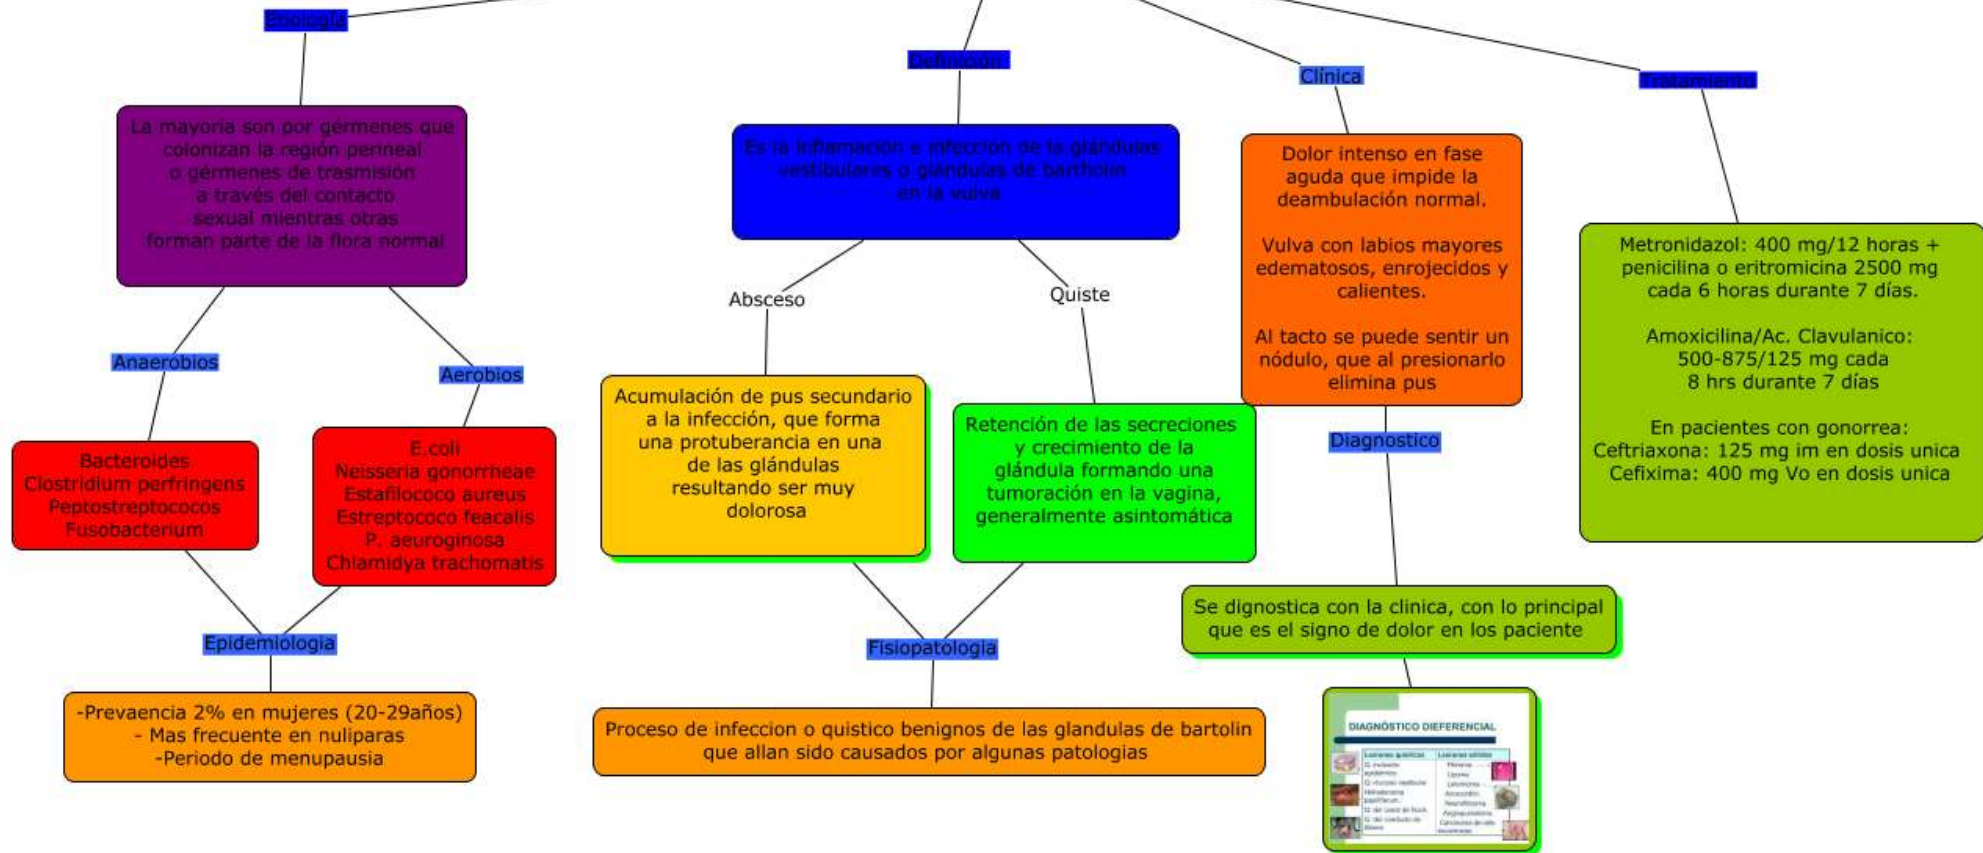 Etiología
La mayoria son por gérmenes que
colonizan la región perineal
o gérmenes de trasmisión
a través del contacto
sexual mientras otras
forman parte de la flora normal
Anaerobios
Bacteroides
Clostridium perfringens
Peptostreptococos
Fusobacterium
Aerobios
E.coli
Neisseria gonorrheae
Estafilococo aureus
Estreptococo feacalis
P. aeuroginosa
Chlamidya trachomatis
Epidemiologia
-Prevaencia 2% en mujeres (20-29años)
- Mas frecuente en nuliparas
-Periodo de menupausia
Definición
Es la inflamación e infección de la glándulas
vestibulares o glándulas de bartholin
en la vulva
Absceso
Acumulación de pus secundario
a la infección, que forma
una protuberancia en una
de las glándulas
resultando ser muy
dolorosa
Quiste
Retención de las secreciones
y crecimiento de la
glándula formando una
tumoración en la vagina,
generalmente asintomática
Fisiopatologia
Proceso de infeccion o quistico benignos de las glandulas de bartolin
que allan sido causados por algunas patologias
Clínica
Dolor intenso en fase
aguda que impide la
deambulación normal.
Vulva con labios mayores
edematosos, enrojecidos y
calientes.
Al tacto se puede sentir un
nódulo, que al presionarlo
elimina pus
Diagnostico
Se dignostica con la clinica, con lo principal
que es el signo de dolor en los paciente
DIAGNÓSTICO DIEFERENCIAL
Lesiones quísticas
Lesiones sólidas
Fibroma
Lipoma
Leiomioma
Tratamiento
Metronidazol: 400 mg/12 horas +
penicilina o eritromicina 2500 mg
cada 6 horas durante 7 días.
Amoxicilina/Ac. Clavulanico:
500-875/125 mg cada
8 hrs durante 7 días
En pacientes con gonorrea:
Ceftriaxona: 125 mg im en dosis unica
Cefixima: 400 mg Vo en dosis unica